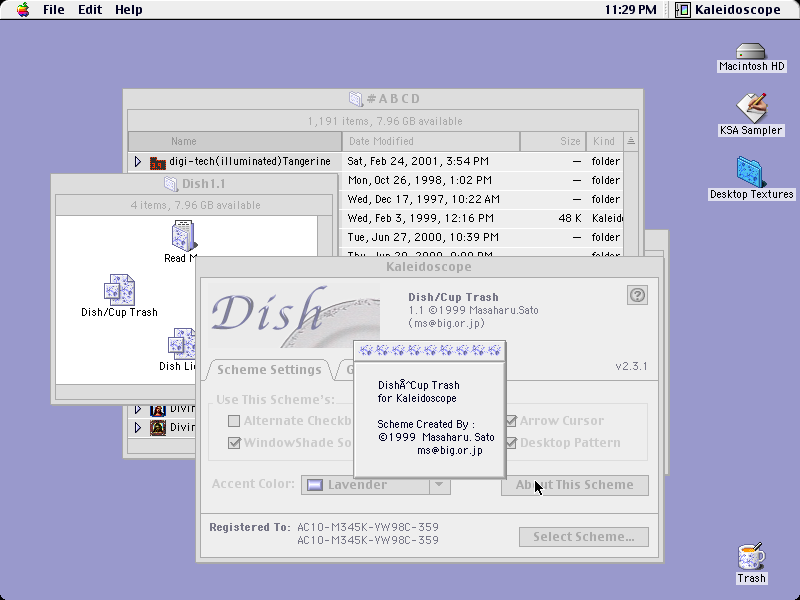 File Edit Help
11:29 PM
Kaleidoscope
Macintosh HD
KSA Sampler
Desktop Textures
#ABCD
1,191 items, 7.96 GB available
Name Date Modified Size Kind
digi-tech(illuminated)Tangerine Sat, Feb 24, 2001, 3:54 PM — folder
Mon, Oct 26, 1998, 1:02 PM — folder
Wed, Dec 17, 1997, 10:22 AM — folder
Wed, Feb 3, 1999, 12:16 PM 48 K Kaleid
Tue, Jun 27, 2000, 10:39 PM — folder
Dish1.1
4 items, 7.96 GB available
Read M
Dish/Cup Trash
Dish Lic
Divin
Divin
Kaleidoscope
Dish
Dish/Cup Trash
1.1 ©1999 Masaharu.Sato
(ms@big.or.jp)
v2.3.1
Scheme Settings G
Use This Scheme's:
Alternate Checkb
WindowShade So
Arrow Cursor
Desktop Pattern
DishÅ^Cup Trash
for Kaleidoscope
Scheme Created By :
©1999 Masaharu. Sato
ms@big.or.jp
Accent Color: Lavender
About This Scheme
Registered To: AC10-M345K-VW98C-359
AC10-M345K-VW98C-359
Select Scheme...
Trash